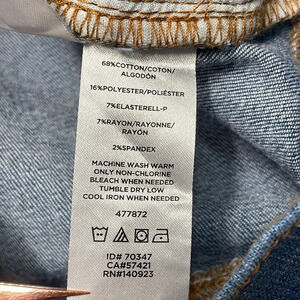 68%COTTON/COTON/
ALGODÓN
16%POLYESTER/POLIÉSTER
7%ELASTERELL-P
7%RAYON/RAYONNE/
RAYÓN
2%SPANDEX
MACHINE WASH WARM
ONLY NON-CHLORINE
BLEACH WHEN NEEDED
TUMBLE DRY LOW
COOL IRON WHEN NEEDED
477872
ID# 70347
CA#57421
RN#140923